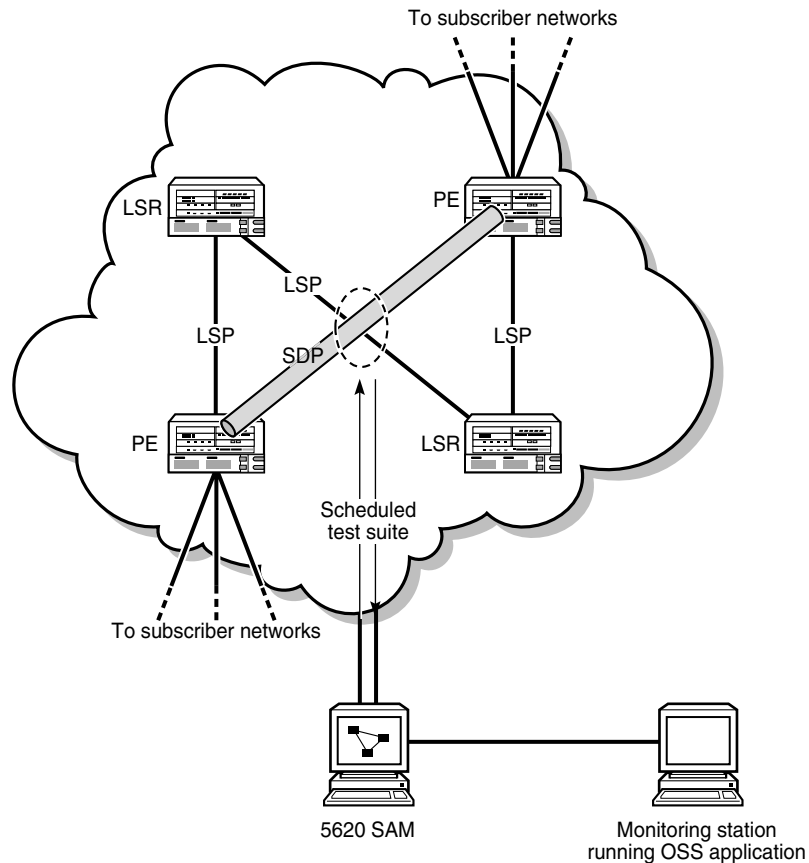 To subscriber networks
LSR
PE
LSP
LSP
LSP
SDP
PE
LSR
Scheduled
test suite
To subscriber networks
5620 SAM
Monitoring station
running OSS application